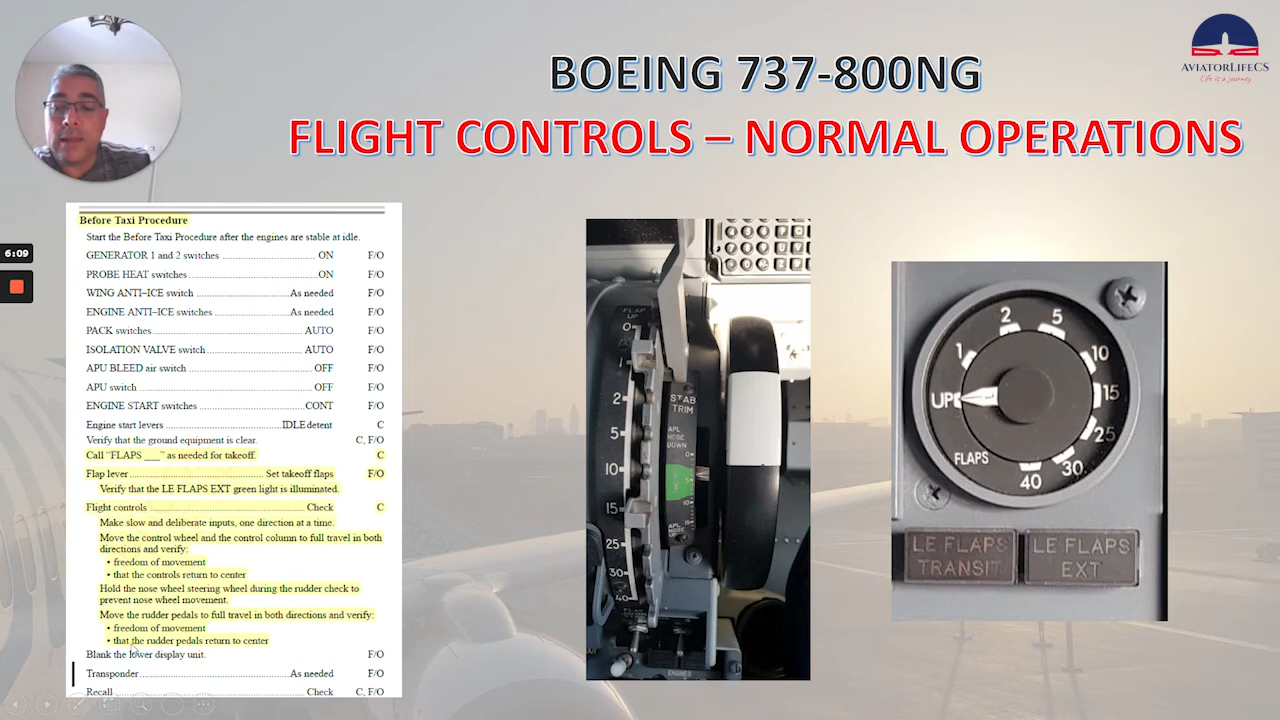 BOEING 737-800NG
AVIATORLIFECS
Life is a journey
FLIGHT CONTROLS – NORMAL OPERATIONS
6:09
Before Taxi Procedure
Start the Before Taxi Procedure after the engines are stable at idle.
GENERATOR 1 and 2 switches ... ON F/O
PROBE HEAT switches ... ON F/O
WING ANTI–ICE switch ... As needed F/O
ENGINE ANTI–ICE switches ... As needed F/O
PACK switches ... AUTO F/O
ISOLATION VALVE switch ... AUTO F/O
APU BLEED air switch ... OFF F/O
APU switch ... OFF F/O
ENGINE START switches ... CONT F/O
Engine start levers ... IDLE detent C
Verify that the ground equipment is clear. C, F/O
Call “FLAPS ___” as needed for takeoff. C
Flap lever ... Set takeoff flaps F/O
Verify that the LE FLAPS EXT green light is illuminated.
Flight controls ... Check C
Make slow and deliberate inputs, one direction at a time.
Move the control wheel and the control column to full travel in both
directions and verify:
• freedom of movement
• that the controls return to center
Hold the nose wheel steering wheel during the rudder check to
prevent nose wheel movement.
Move the rudder pedals to full travel in both directions and verify:
• freedom of movement
• that the rudder pedals return to center
Blank the lower display unit. F/O
Transponder ... As needed F/O
Recall ... Check C, F/O
FLAP
UP
0
1
2
5
10
15
25
30
40
STAB
TRIM
APL
NOSE
DOWN
0
5
10
15
APL
NOSE
ENGINE
2 5
1 10
UP 15
25
FLAPS 30
40
LE FLAPS TRANSIT
LE FLAPS EXT